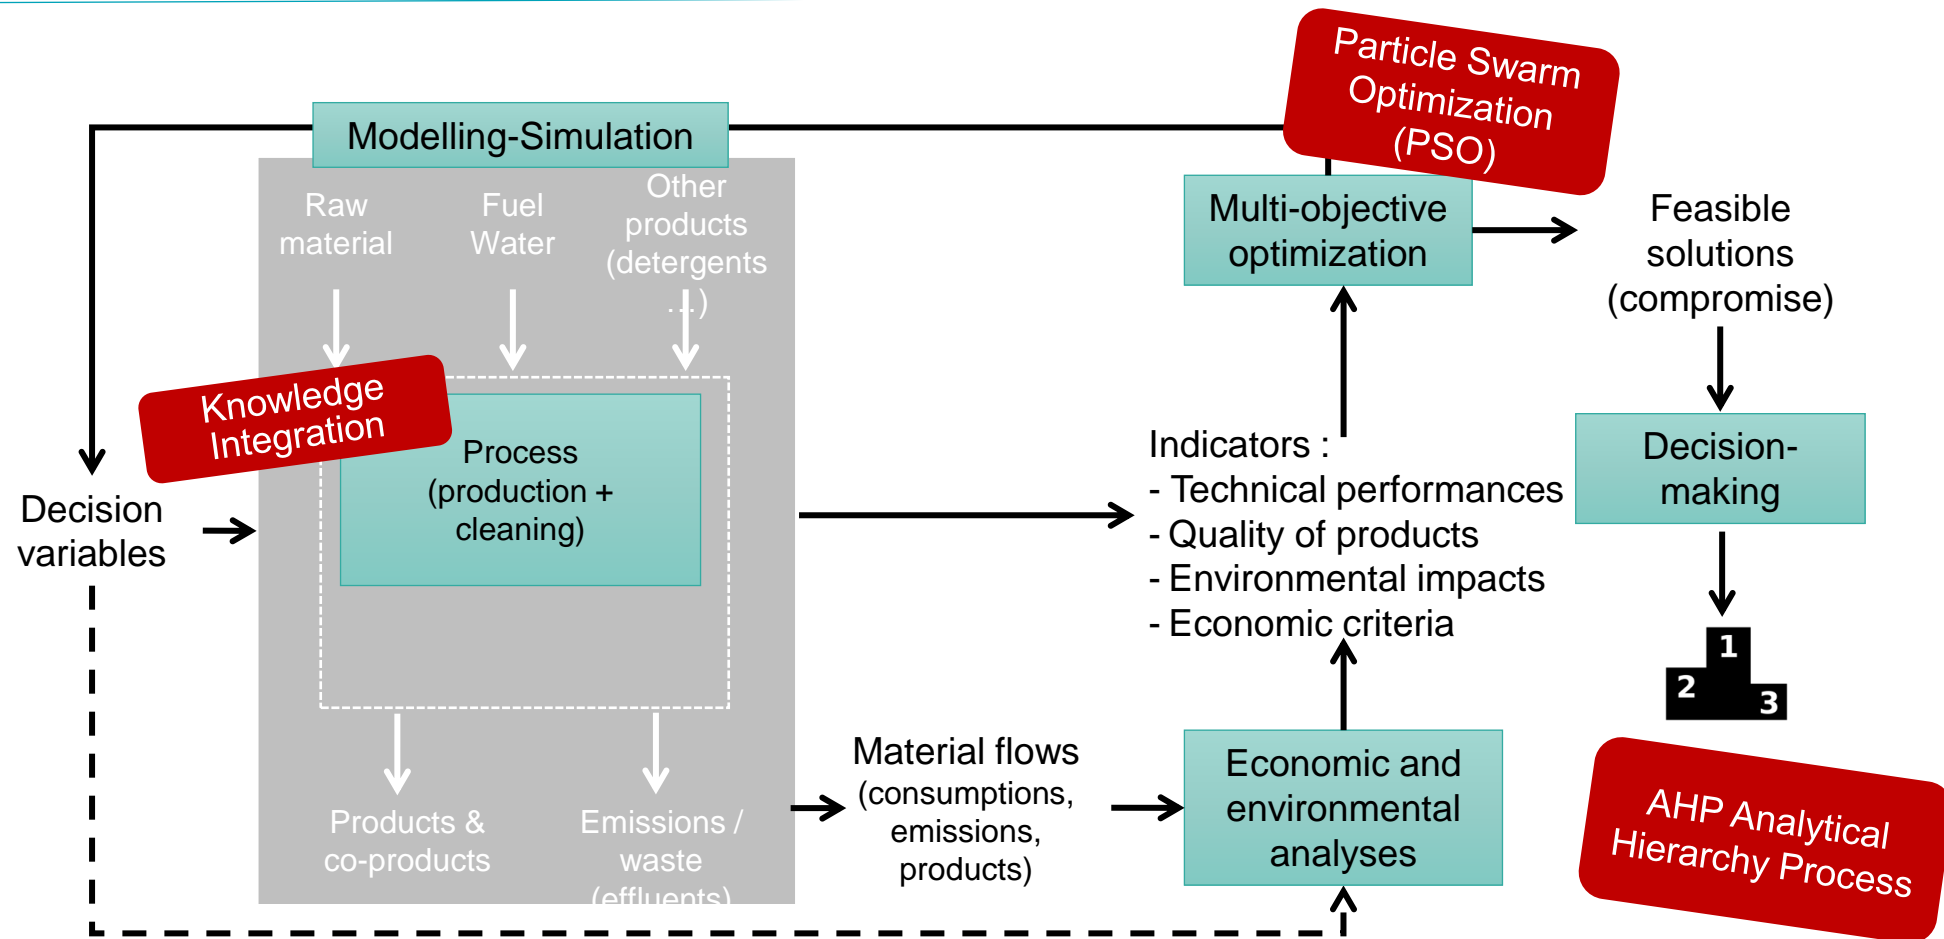 Particle Swarm
Optimization
(PSO)
Modelling-Simulation
Raw
material
Fuel
Water
Other
products
(detergents
...)
Multi-objective
optimization
Feasible
solutions
(compromise)
Knowledge
Integration
Process
(production +
cleaning)
Decision
variables
Indicators :
- Technical performances
- Quality of products
- Environmental impacts
- Economic criteria
Decision-
making
1
2
3
Products &
co-products
Emissions /
waste
(effluents)
Material flows
(consumptions,
emissions,
products)
Economic and
environmental
analyses
AHP Analytical
Hierarchy Process